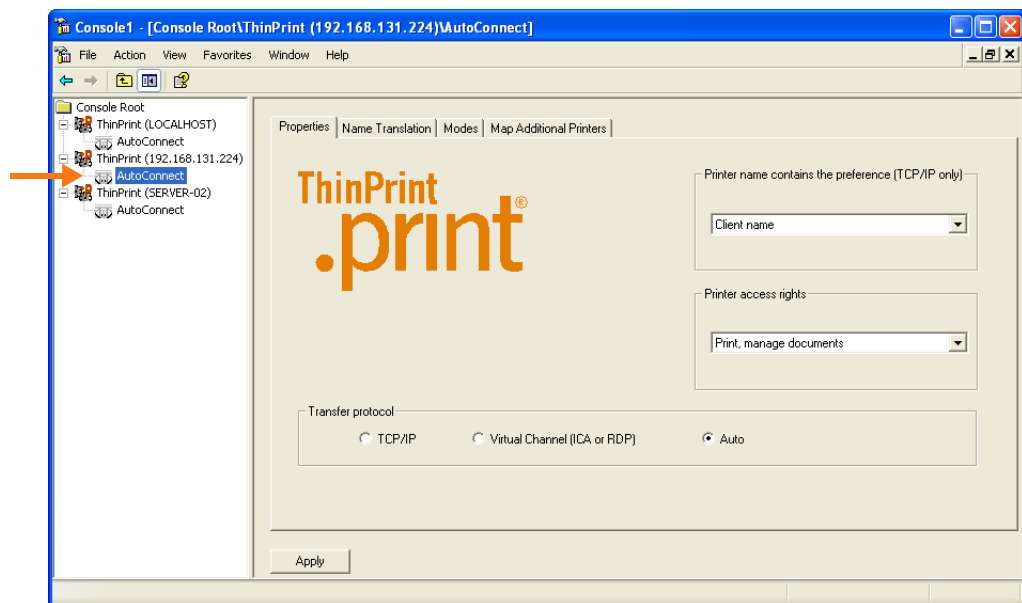 Console1 - [Console Root\ThinPrint (192.168.131.224)\AutoConnect]
File Action View Favorites Window Help
Console Root
ThinPrint (LOCALHOST)
AutoConnect
ThinPrint (192.168.131.224)
AutoConnect
ThinPrint (SERVER-02)
AutoConnect
Properties Name Translation Modes Map Additional Printers
ThinPrint
.print®
Printer name contains the preference (TCP/IP only)
Client name
Printer access rights
Print, manage documents
Transfer protocol
TCP/IP Virtual Channel (ICA or RDP) Auto
Apply